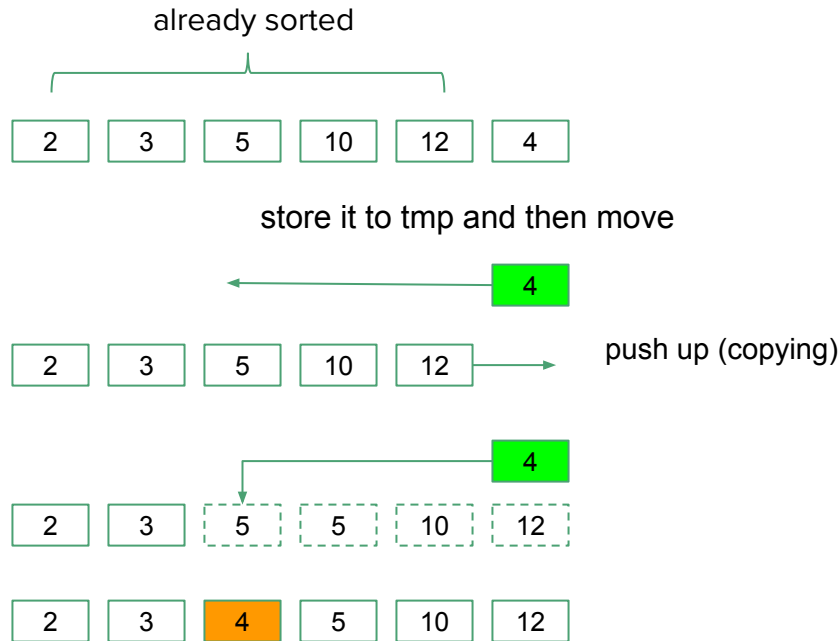 already sorted
2 3 5 10 12 4
store it to tmp and then move
4
2 3 5 10 12
push up (copying)
4
2 3 5 5 10 12
2 3 4 5 10 12